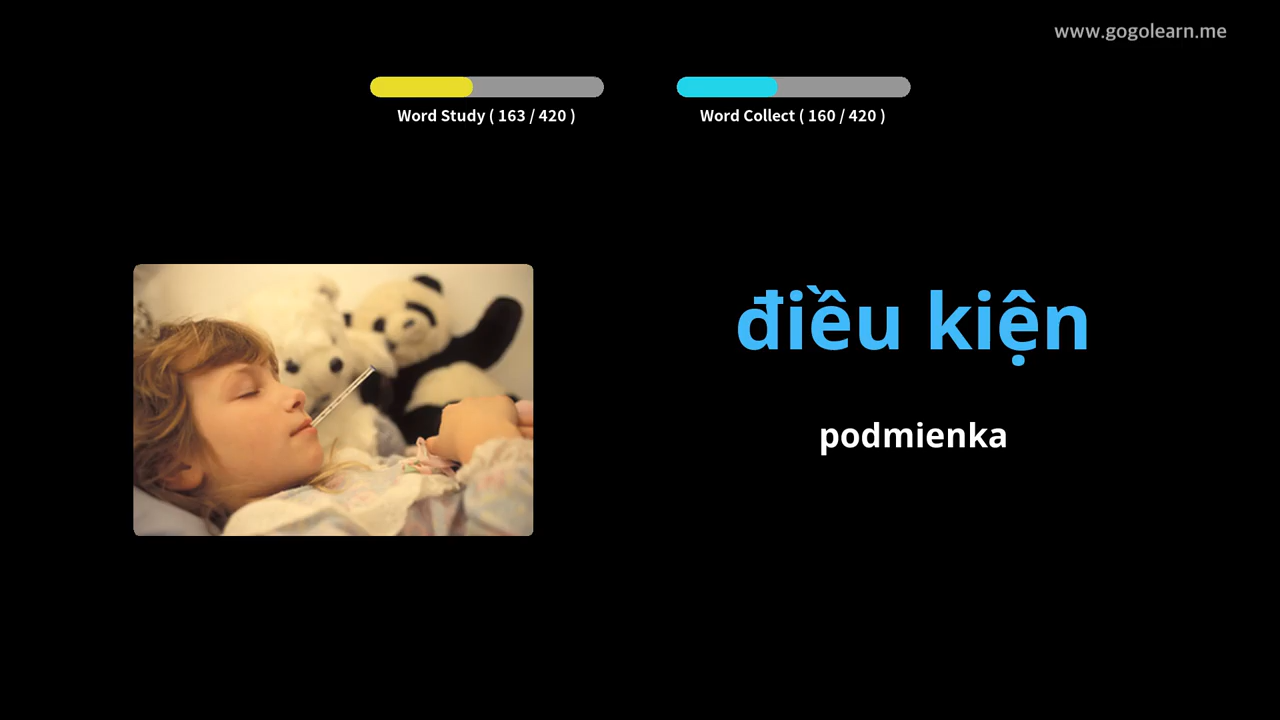 www.gogolearn.me
Word Study ( 163 / 420 )
Word Collect ( 160 / 420 )
điều kiện
podmienka